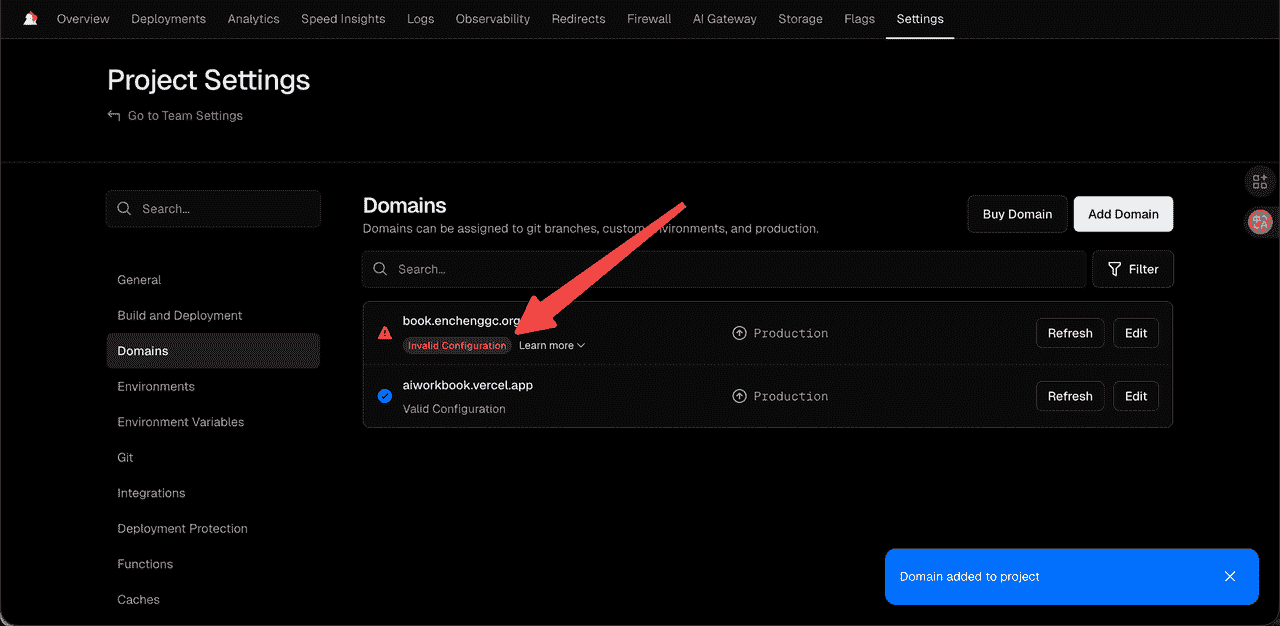 Overview Deployments Analytics Speed Insights Logs Observability Redirects Firewall AI Gateway Storage Flags Settings
Project Settings
Go to Team Settings
Search...
General
Build and Deployment
Domains
Environments
Environment Variables
Git
Integrations
Deployment Protection
Functions
Caches
Domains
Domains can be assigned to git branches, custom environments, and production.
Buy Domain Add Domain
Search...
Filter
book.enchenggc.org
Invalid Configuration Learn more
Production
Refresh Edit
aiworkbook.vercel.app
Valid Configuration
Production
Refresh Edit
Domain added to project